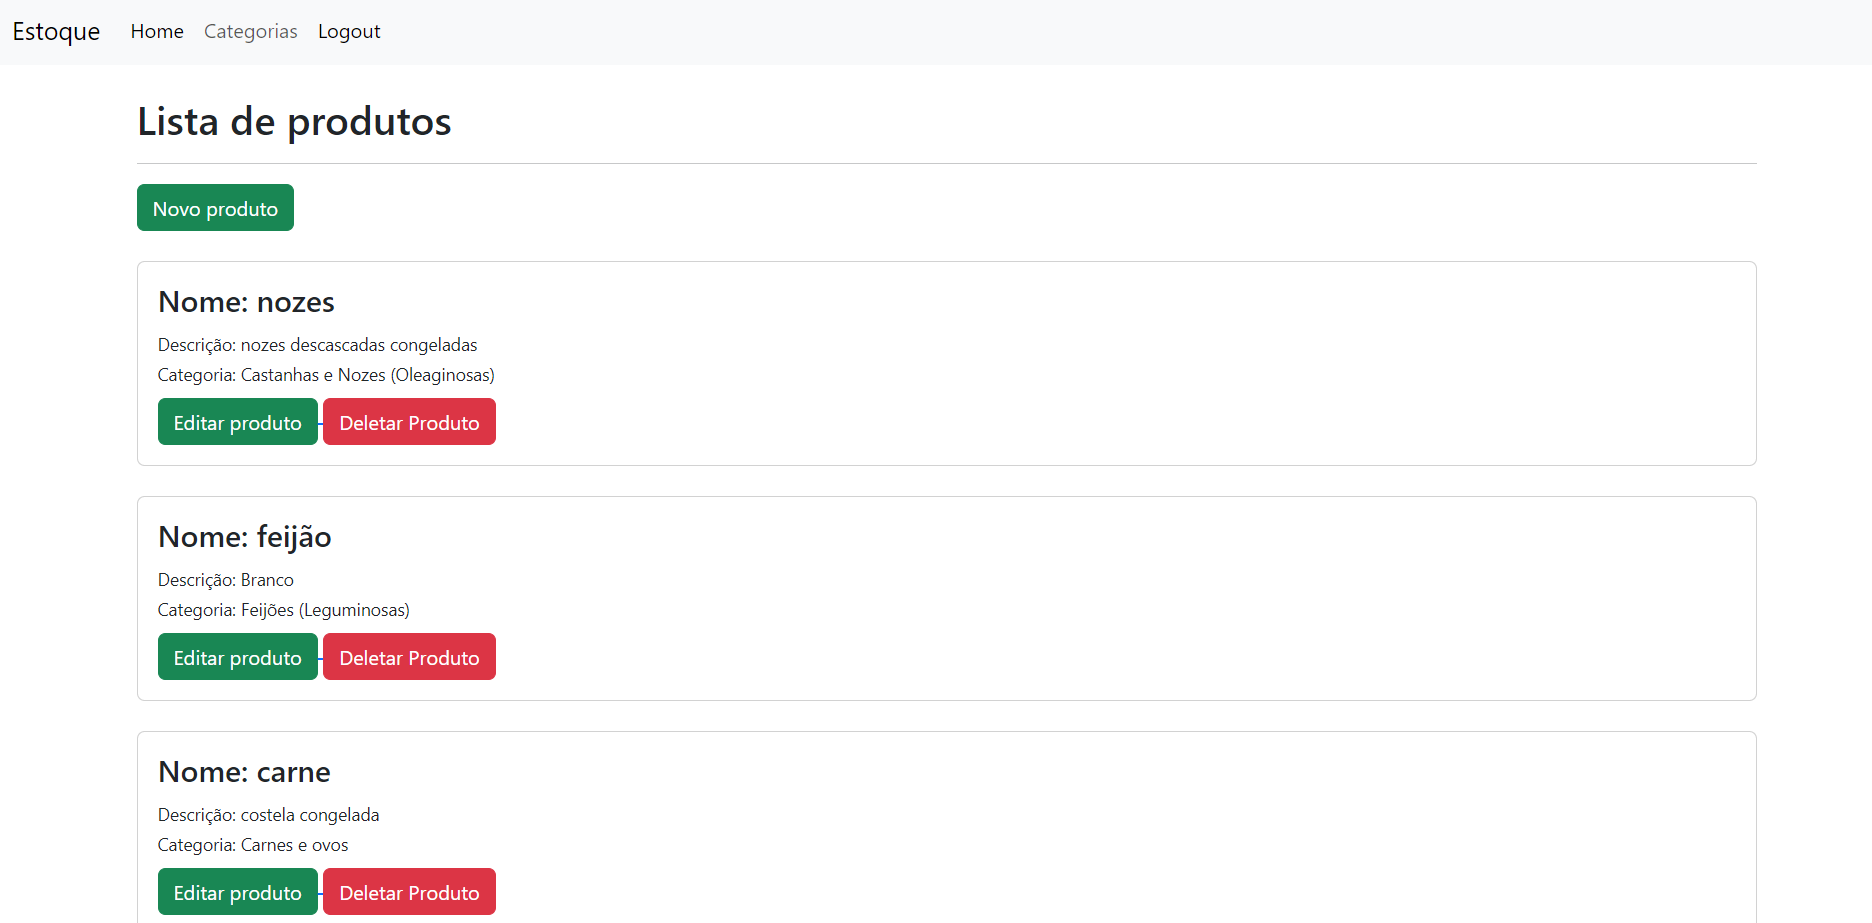 Estoque Home Categorias Logout
Lista de produtos
Novo produto
Nome: nozes
Descrição: nozes descascadas congeladas
Categoria: Castanhas e Nozes (Oleaginosas)
Editar produto Deletar Produto
Nome: feijão
Descrição: Branco
Categoria: Feijões (Leguminosas)
Editar produto Deletar Produto
Nome: carne
Descrição: costela congelada
Categoria: Carnes e ovos
Editar produto Deletar Produto